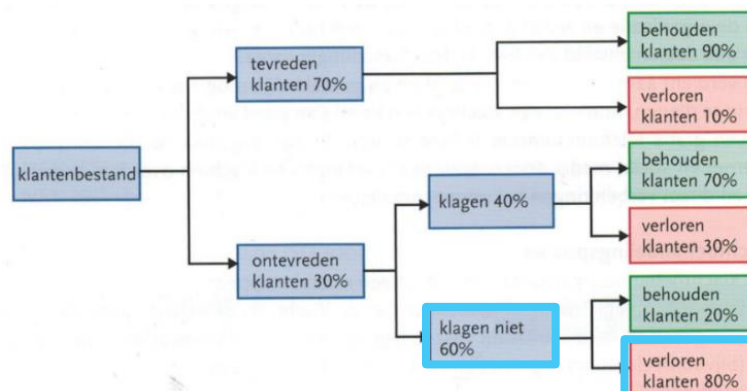 behouden
klanten 90%
tevreden
klanten 70%
verloren
klanten 10%
klantenbestand
behouden
klanten 70%
klagen 40%
verloren
klanten 30%
ontevreden
klanten 30%
behouden
klanten 20%
klagen niet
60%
verloren
klanten 80%